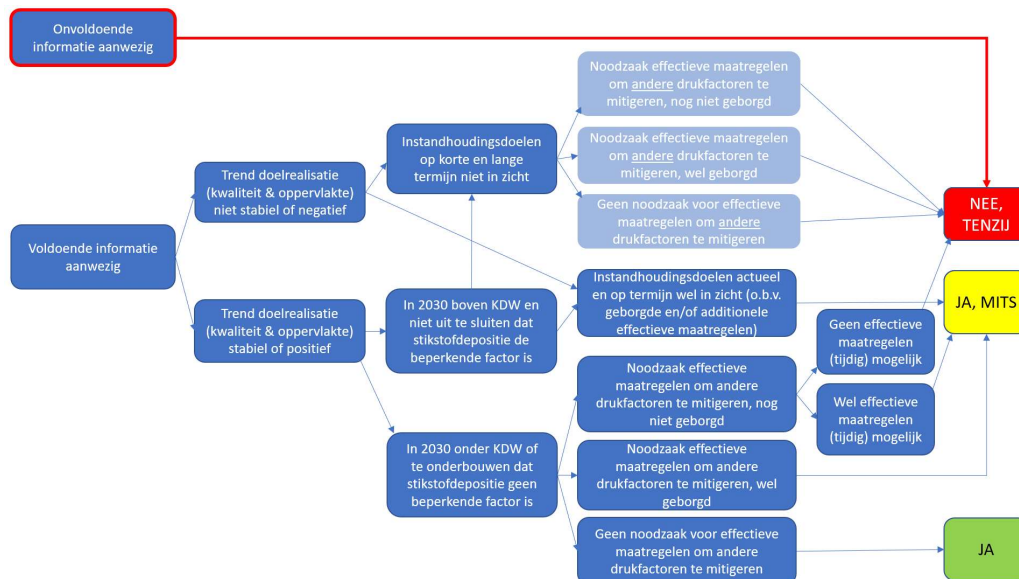 Onvoldoende
informatie aanwezig
Noodzaak effectieve maatregelen
om andere drukfactoren te
mitigeren, nog niet geborgd
Instandhoudingsdoelen
op korte en lange
termijn niet in zicht
Noodzaak effectieve maatregelen
om andere drukfactoren te
mitigeren, wel geborgd
Trend doelrealisatie
(kwaliteit & oppervlakte)
niet stabiel of negatief
Geen noodzaak voor effectieve
maatregelen om andere
drukfactoren te mitigeren
NEE,
TENZIJ
Voldoende informatie
aanwezig
Instandhoudingsdoelen actueel
en op termijn wel in zicht (o.b.v.
geborgde en/of additionele
effectieve maatregelen)
JA, MITS
Trend doelrealisatie
(kwaliteit & oppervlakte)
stabiel of positief
In 2030 boven KDW en
niet uit te sluiten dat
stikstofdepositie de
beperkende factor is
Geen effectieve
maatregelen
(tijdig) mogelijk
Noodzaak effectieve
maatregelen om andere
drukfactoren te mitigeren, nog
niet geborgd
Wel effectieve
maatregelen
(tijdig) mogelijk
In 2030 onder KDW of
te onderbouwen dat
stikstofdepositie geen
beperkende factor is
Noodzaak effectieve
maatregelen om andere
drukfactoren te mitigeren, wel
geborgd
Geen noodzaak voor effectieve
maatregelen om andere
drukfactoren te mitigeren
JA